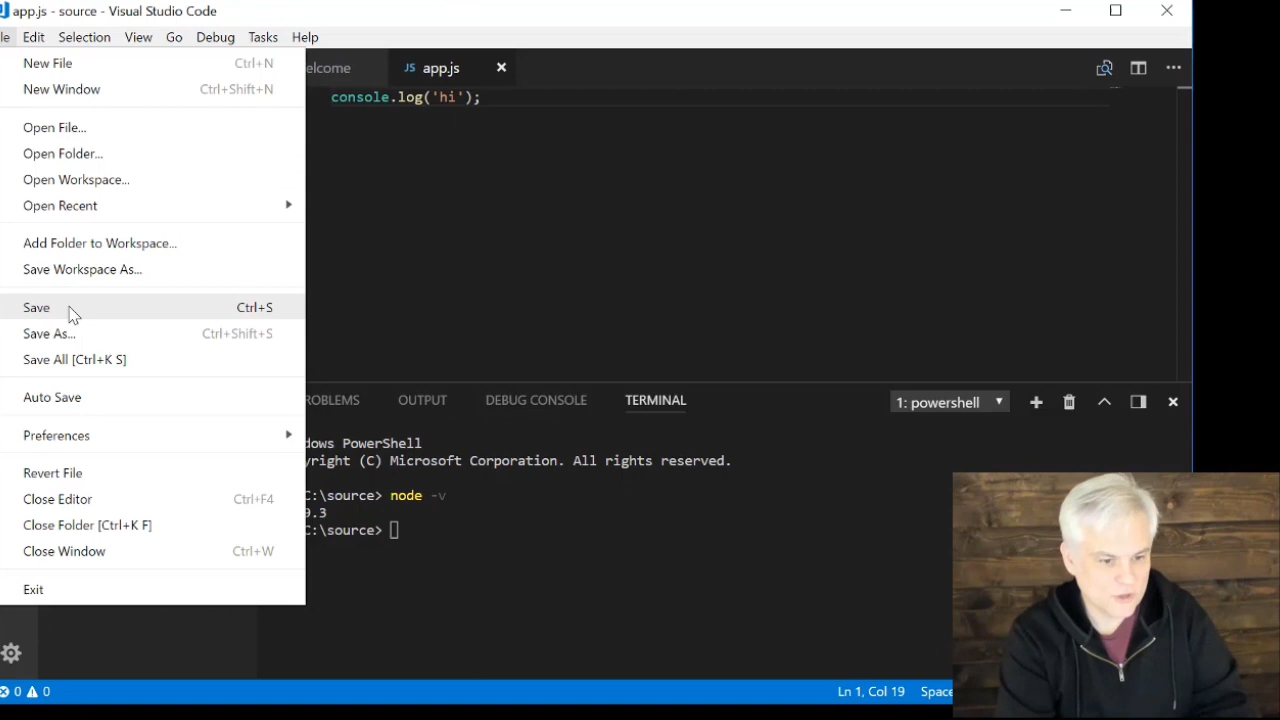 app.js - source - Visual Studio Code
le Edit Selection View Go Debug Tasks Help
New File Ctrl+N
New Window Ctrl+Shift+N
Open File...
Open Folder...
Open Workspace...
Open Recent
Add Folder to Workspace...
Save Workspace As...
Save Ctrl+S
Save As... Ctrl+Shift+S
Save All [Ctrl+K S]
Auto Save
Preferences
Revert File
Close Editor Ctrl+F4
Close Folder [Ctrl+K F]
Close Window Ctrl+W
Exit
elcome JS app.js
console.log('hi');
ROBLEMS OUTPUT DEBUG CONSOLE TERMINAL 1: powershell
dows PowerShell
yright (C) Microsoft Corporation. All rights reserved.
C:\source> node -v
9.3
C:\source>
0 0 Ln 1, Col 19 Space